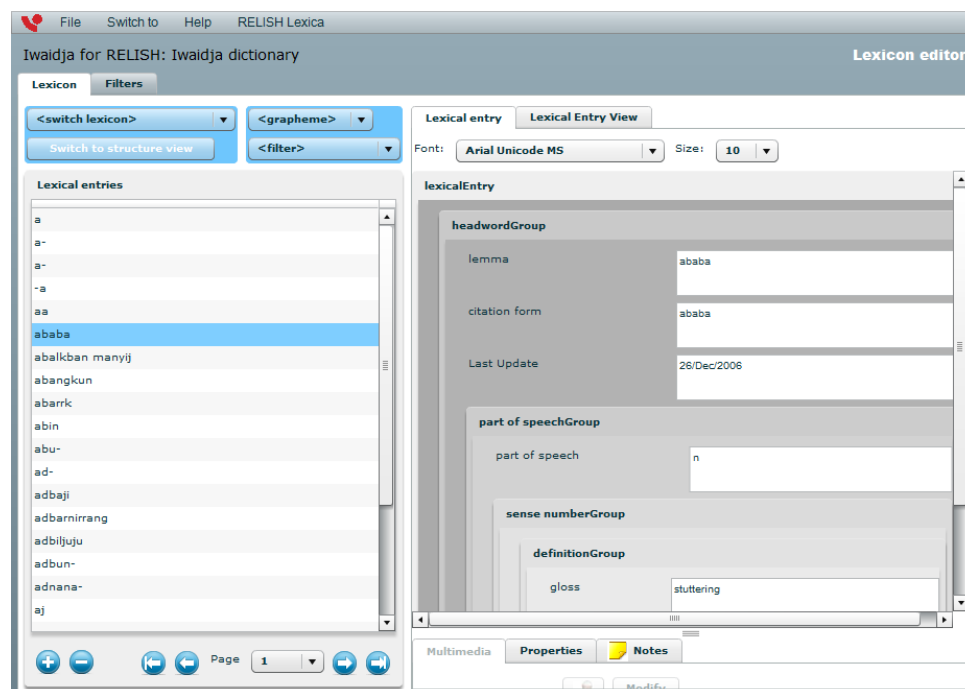 File Switch to Help RELISH Lexica
Iwaidja for RELISH: Iwaidja dictionary
Lexicon editor
Lexicon Filters
<switch lexicon> <grapheme>
Switch to structure view <filter>
Lexical entries
a
a-
a-
-a
aa
ababa
abalkban manyij
abangkun
abarrk
abin
abu-
ad-
adbaji
adbarnirrang
adbiljuju
adbun-
adnana-
aj
Page 1
Lexical entry Lexical Entry View
Font: Arial Unicode MS Size: 10
lexicalEntry
headwordGroup
lemma ababa
citation form ababa
Last Update 26/Dec/2006
part of speechGroup
part of speech n
sense numberGroup
definitionGroup
gloss stuttering
Multimedia Properties Notes
Modify